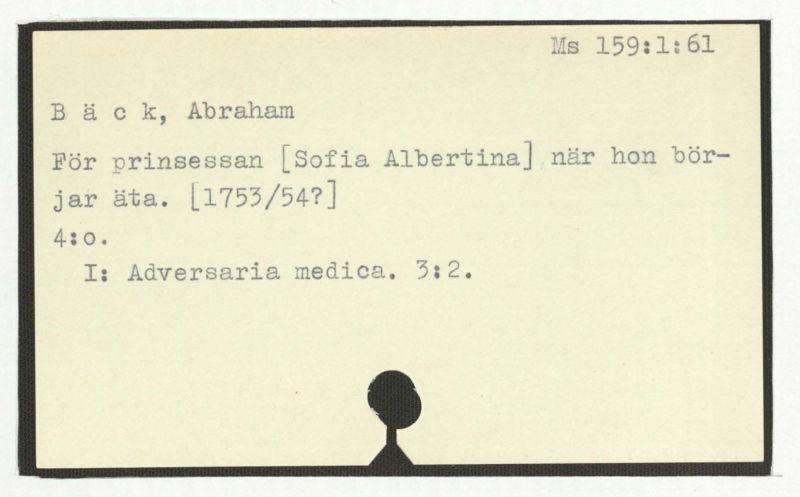 Ms 159:1:61
B ä c k, Abraham
För prinsessan [Sofia Albertina] när hon bör-
jar äta. [1753/54?]
4:o.
I: Adversaria medica. 3:2.